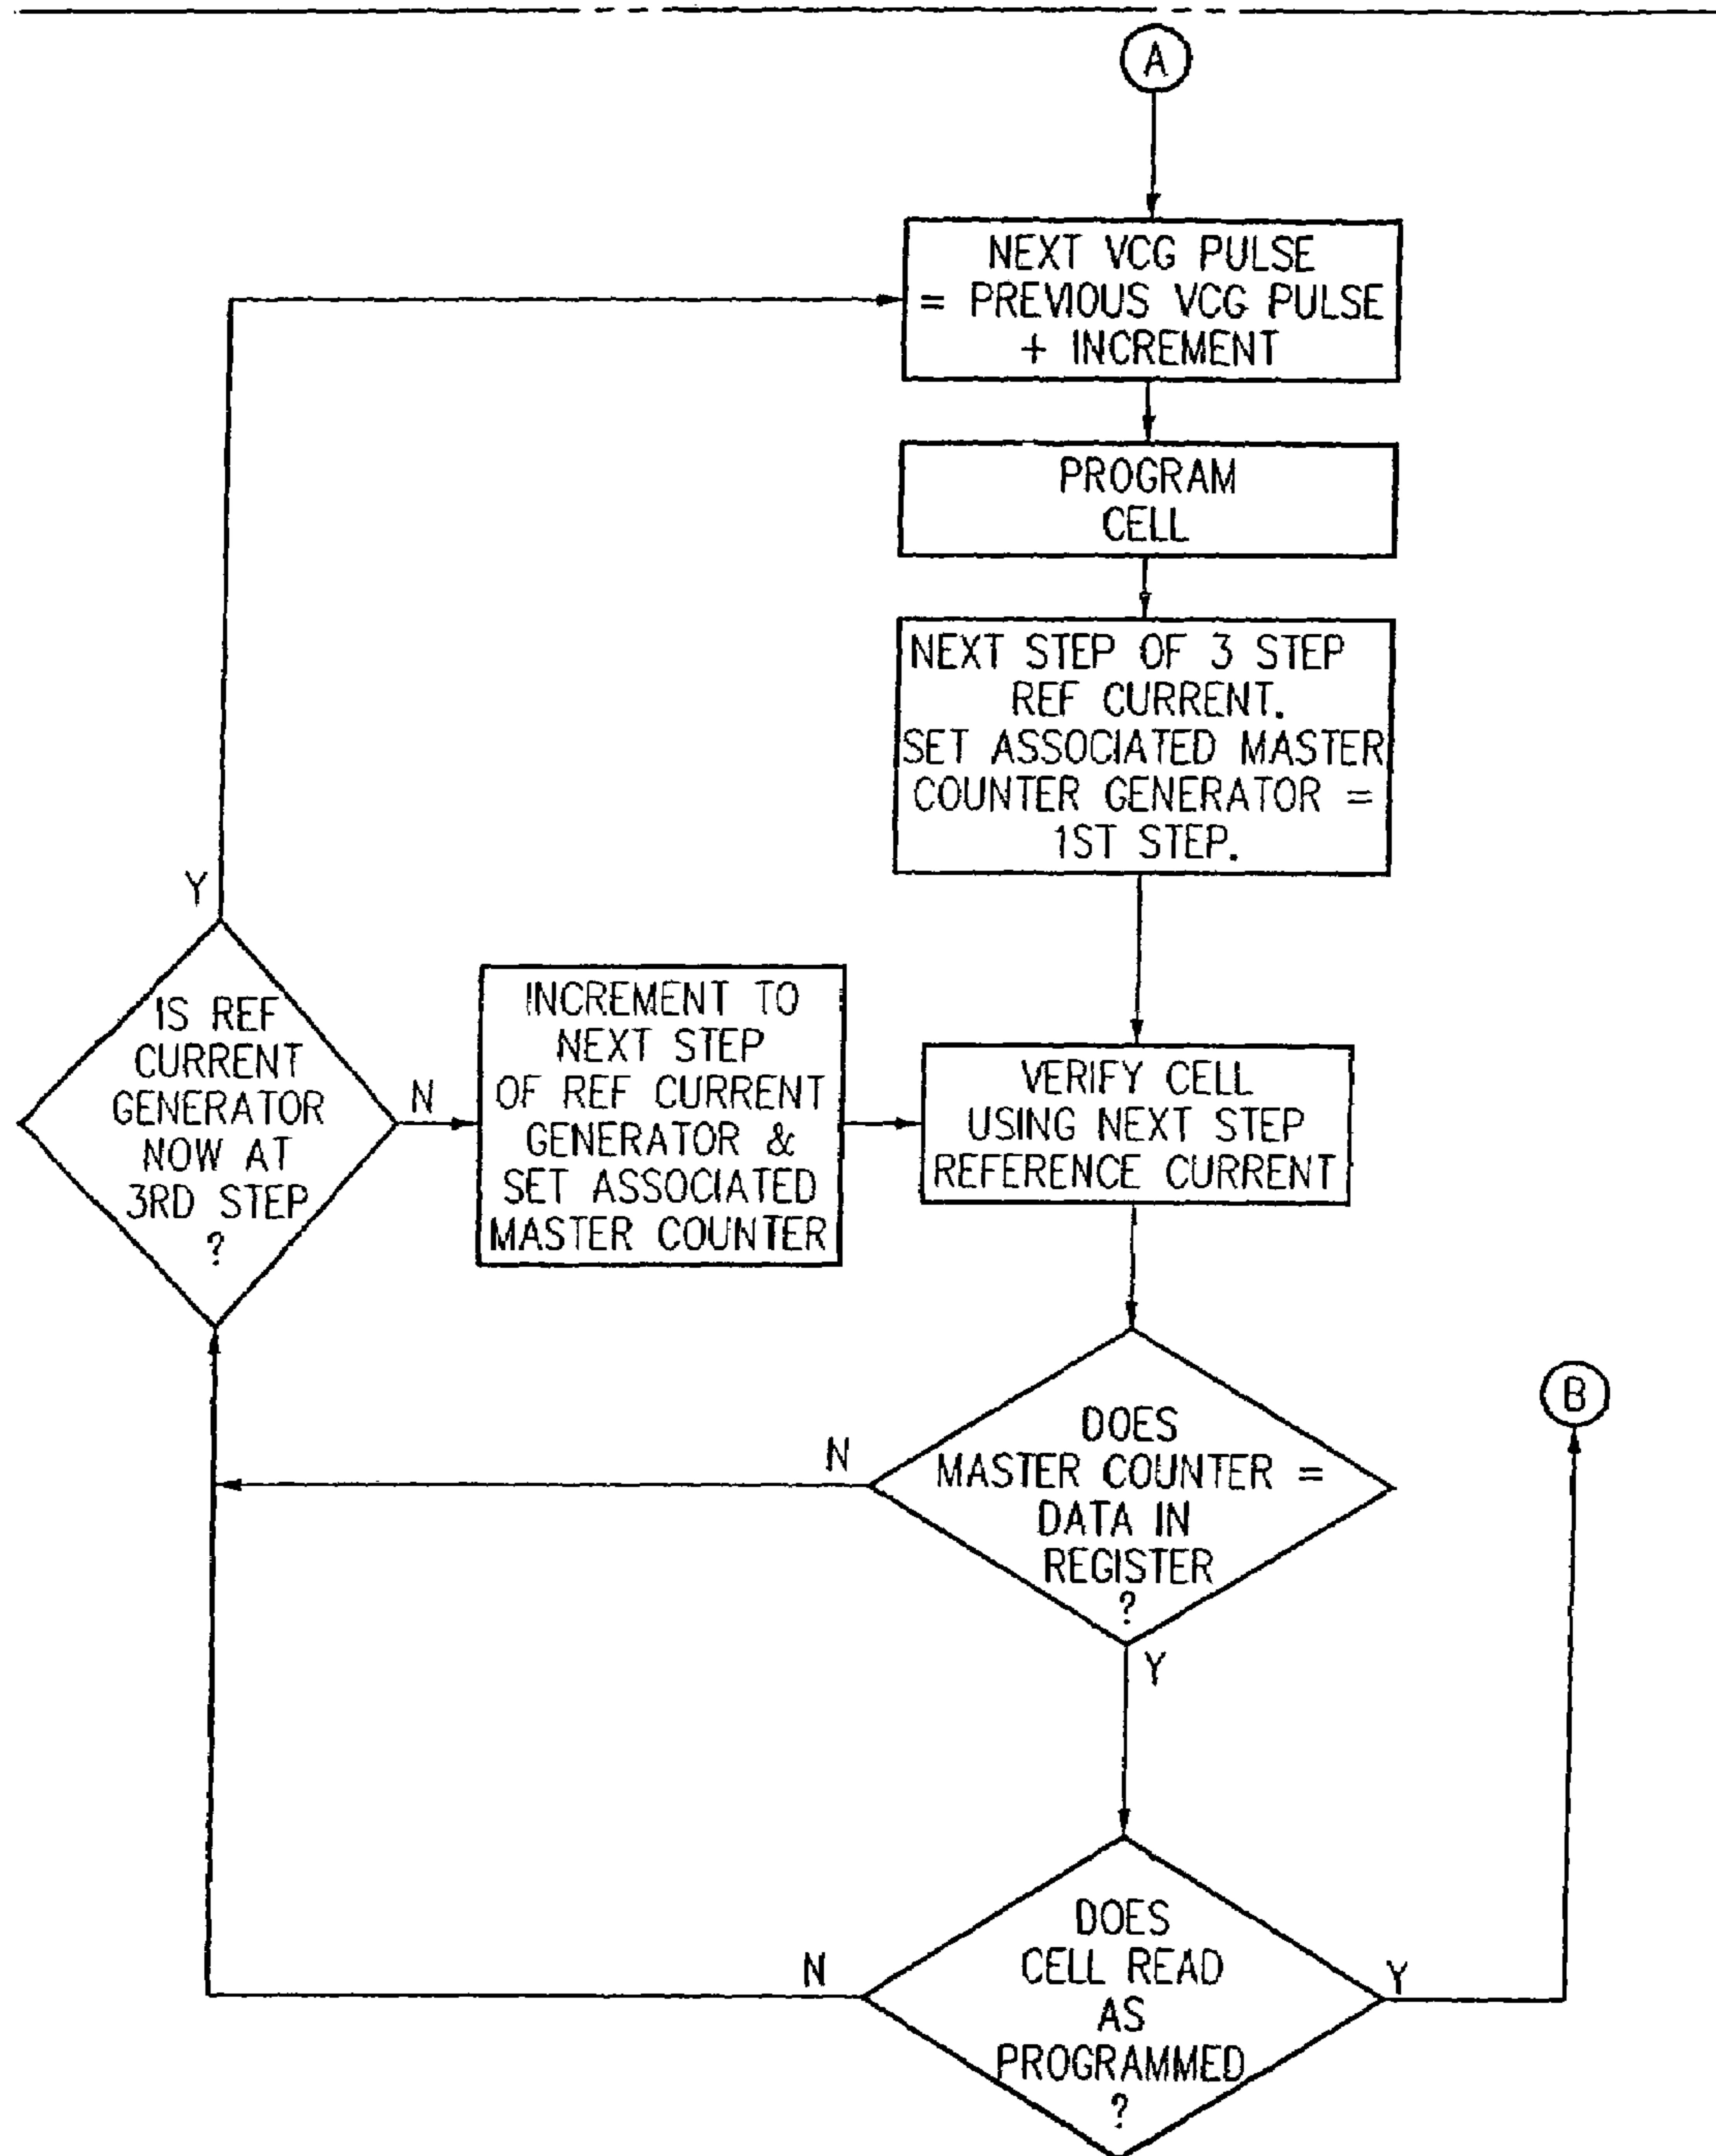 A
NEXT VCG PULSE
= PREVIOUS VCG PULSE
+ INCREMENT
PROGRAM
CELL
NEXT STEP OF 3 STEP
REF CURRENT.
SET ASSOCIATED MASTER
COUNTER GENERATOR =
1ST STEP.
Y
IS REF
CURRENT
GENERATOR
NOW AT
3RD STEP
?
N
INCREMENT TO
NEXT STEP
OF REF CURRENT
GENERATOR &
SET ASSOCIATED
MASTER COUNTER
VERIFY CELL
USING NEXT STEP
REFERENCE CURRENT
B
N
DOES
MASTER COUNTER =
DATA IN
REGISTER
?
Y
N
DOES
CELL READ
AS
PROGRAMMED
?
Y